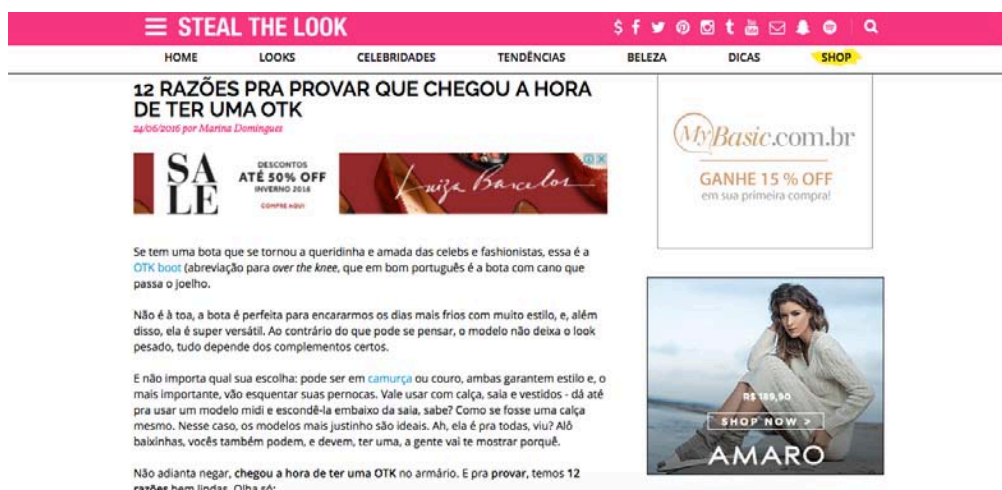 STEAL THE LOOK
HOME LOOKS CELEBRIDADES TENDÊNCIAS BELEZA DICAS SHOP
12 RAZÕES PRA PROVAR QUE CHEGOU A HORA
DE TER UMA OTK
24/06/2016 por Marina Domingues
SALE
DESCONTOS
ATÉ 50% OFF
INVERNO 2016
COMPRE AQUI
Luiza Barcelos
MyBasic.com.br
GANHE 15 % OFF
em sua primeira compra!
Se tem uma bota que se tornou a queridinha e amada das celebs e fashionistas, essa é a
OTK boot (abreviação para over the knee, que em bom português é a bota com cano que
passa o joelho.
Não é à toa, a bota é perfeita para encararmos os dias mais frios com muito estilo, e, além
disso, ela é super versátil. Ao contrário do que pode se pensar, o modelo não deixa o look
pesado, tudo depende dos complementos certos.
E não importa qual sua escolha: pode ser em camurça ou couro, ambas garantem estilo e, o
mais importante, vão esquentar suas pernocas. Vale usar com calça, saia e vestidos - dá até
pra usar um modelo midi e escondê-la embaixo da saia, sabe? Como se fosse uma calça
mesmo. Nesse caso, os modelos mais justinho são ideais. Ah, ela é pra todas, viu? Alô
baixinhas, vocês também podem, e devem, ter uma, a gente vai te mostrar porquê.
Não adianta negar, chegou a hora de ter uma OTK no armário. E pra provar, temos 12
razões bem lindas. Olha só:
R$ 189,90
SHOP NOW >
AMARO